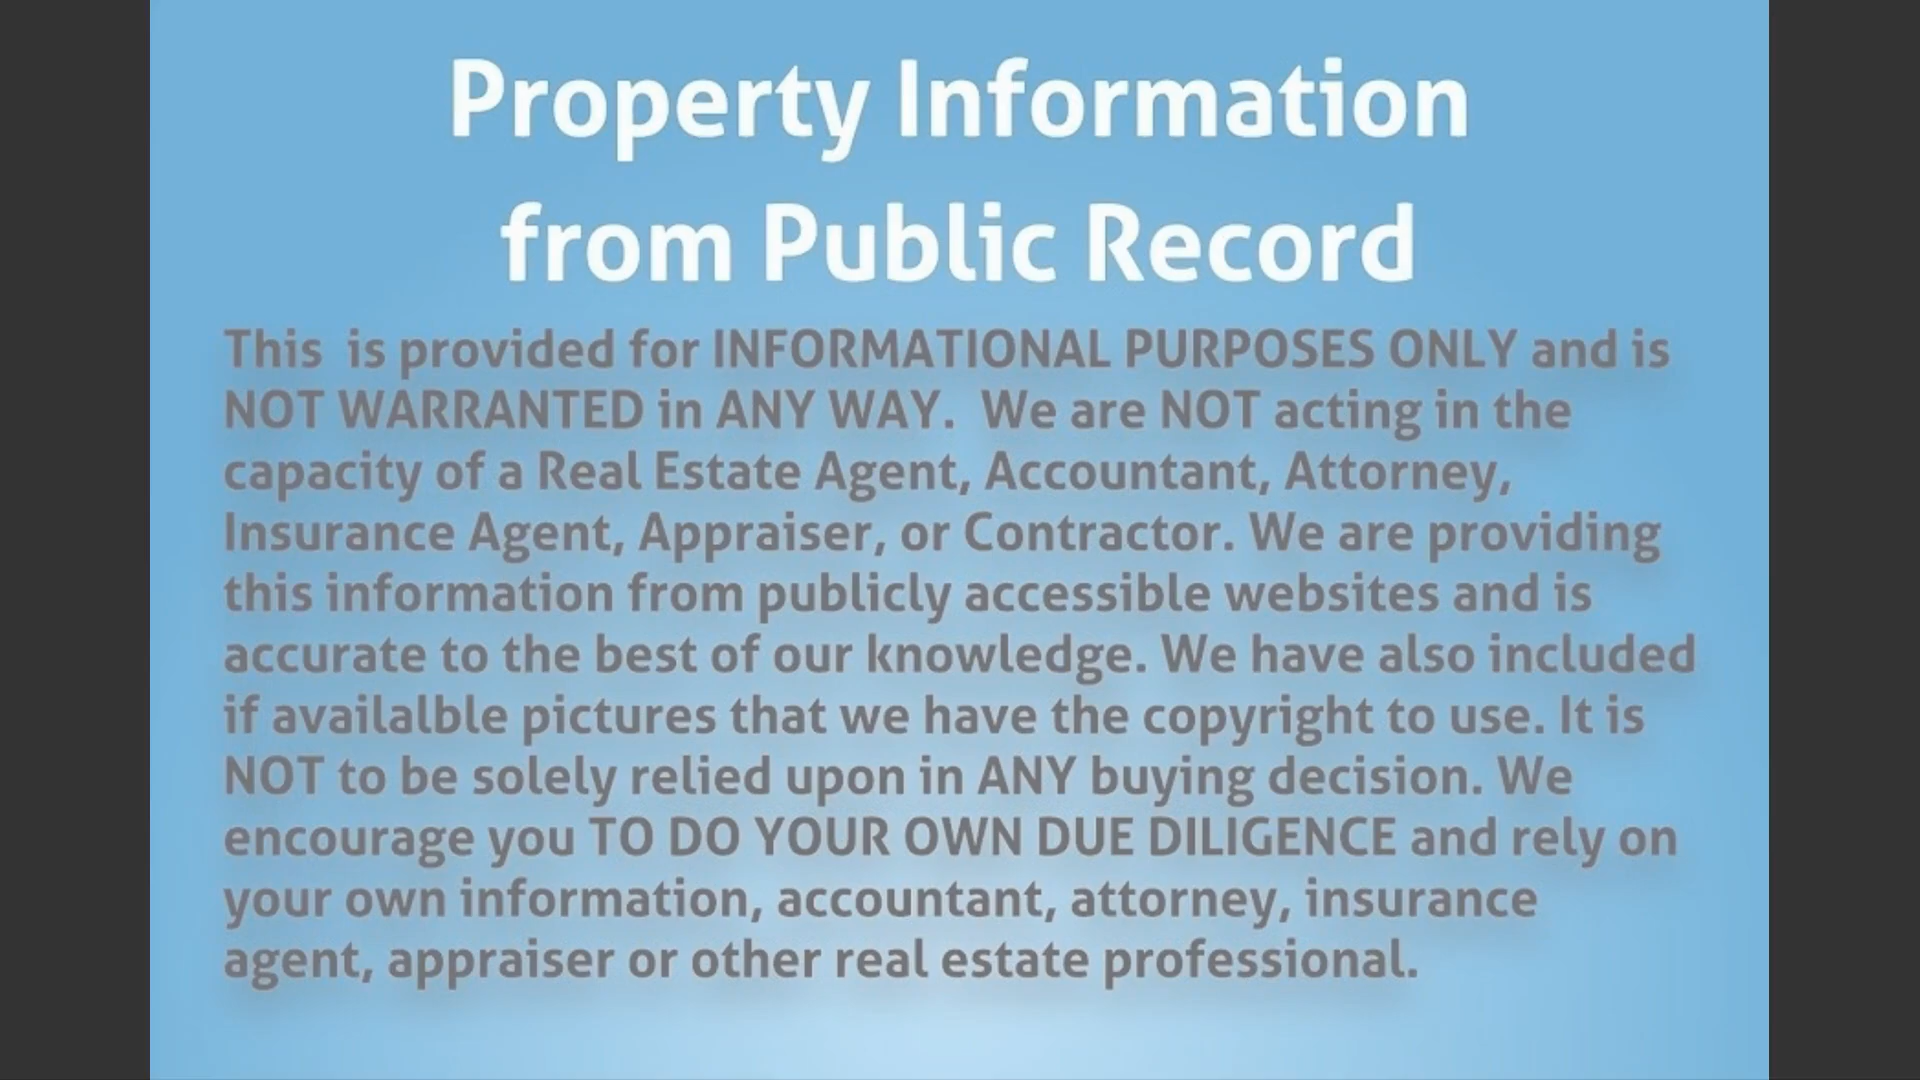 Property Information
from Public Record
This  is provided for INFORMATIONAL PURPOSES ONLY and is
NOT WARRANTED in ANY WAY.  We are NOT acting in the
capacity of a Real Estate Agent, Accountant, Attorney,
Insurance Agent, Appraiser, or Contractor. We are providing
this information from publicly accessible websites and is
accurate to the best of our knowledge. We have also included
if availalble pictures that we have the copyright to use. It is
NOT to be solely relied upon in ANY buying decision. We
encourage you TO DO YOUR OWN DUE DILIGENCE and rely on
your own information, accountant, attorney, insurance
agent, appraiser or other real estate professional.